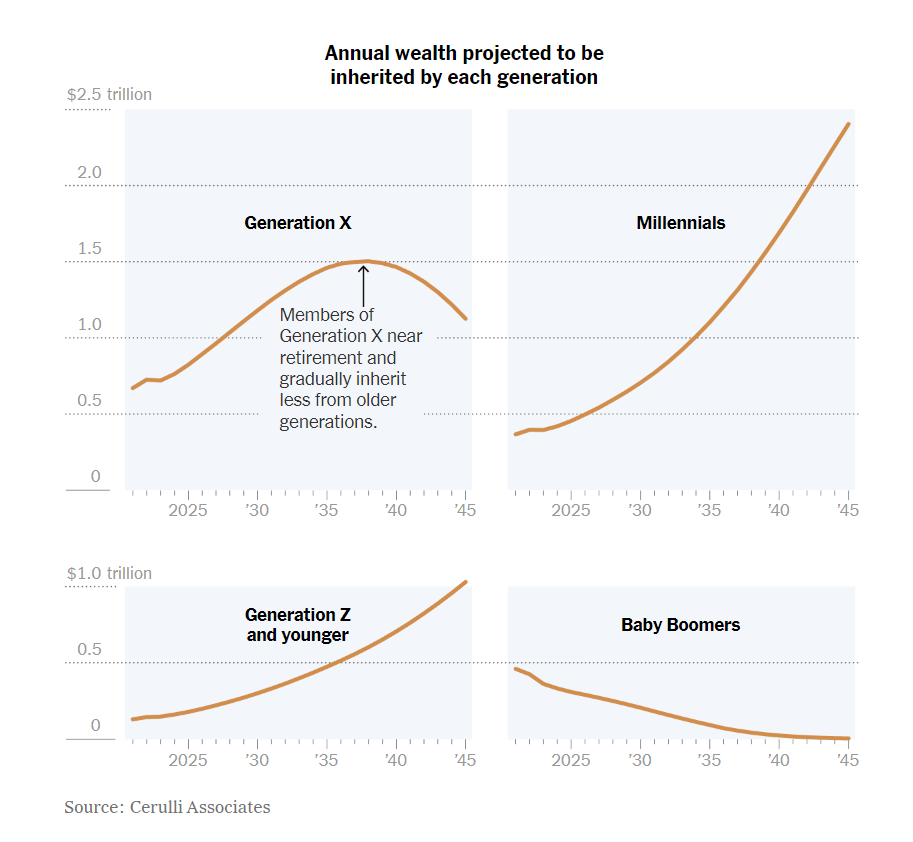 Annual wealth projected to be
inherited by each generation
$2.5 trillion
2.0
1.5
1.0
0.5
0
Generation X
Members of
Generation X near
retirement and
gradually inherit
less from older
generations.
2025 ’30 ’35 ’40 ’45
Millennials
2025 ’30 ’35 ’40 ’45
$1.0 trillion
0.5
0
Generation Z
and younger
2025 ’30 ’35 ’40 ’45
Baby Boomers
2025 ’30 ’35 ’40 ’45
Source: Cerulli Associates